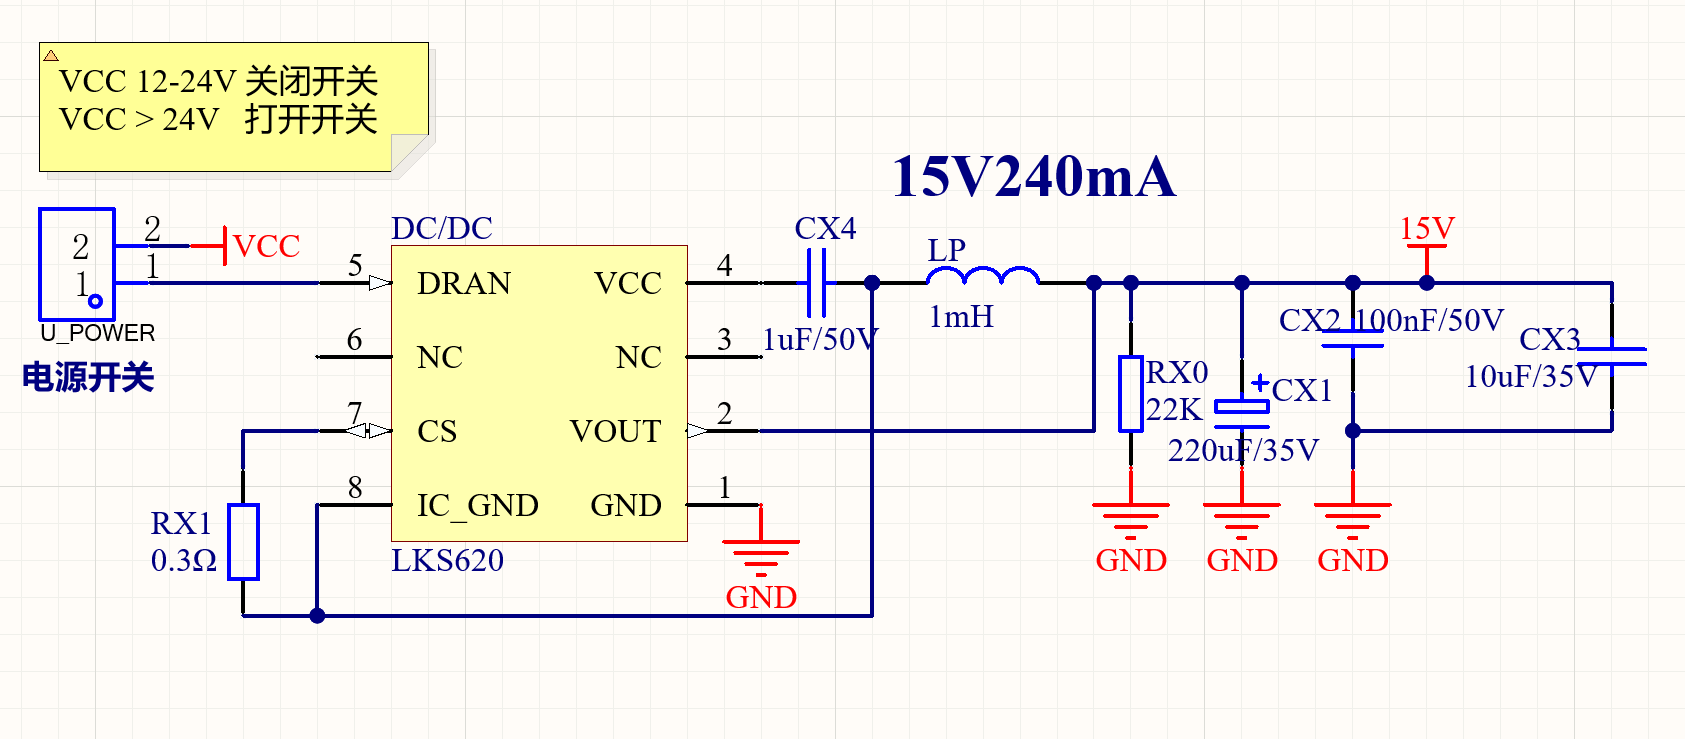 VCC 12-24V 关闭开关
VCC > 24V 打开开关
15V240mA
2
1
2
1
VCC
U_POWER
电源开关
DC/DC
5
6
7
8
DRAN
NC
CS
IC_GND
VCC
NC
VOUT
GND
4
3
2
1
LKS620
RX1
0.3Ω
GND
CX4
1uF/50V
LP
1mH
15V
RX0
22K
GND
+
CX1
220uF/35V
GND
CX2
100nF/50V
GND
CX3
10uF/35V